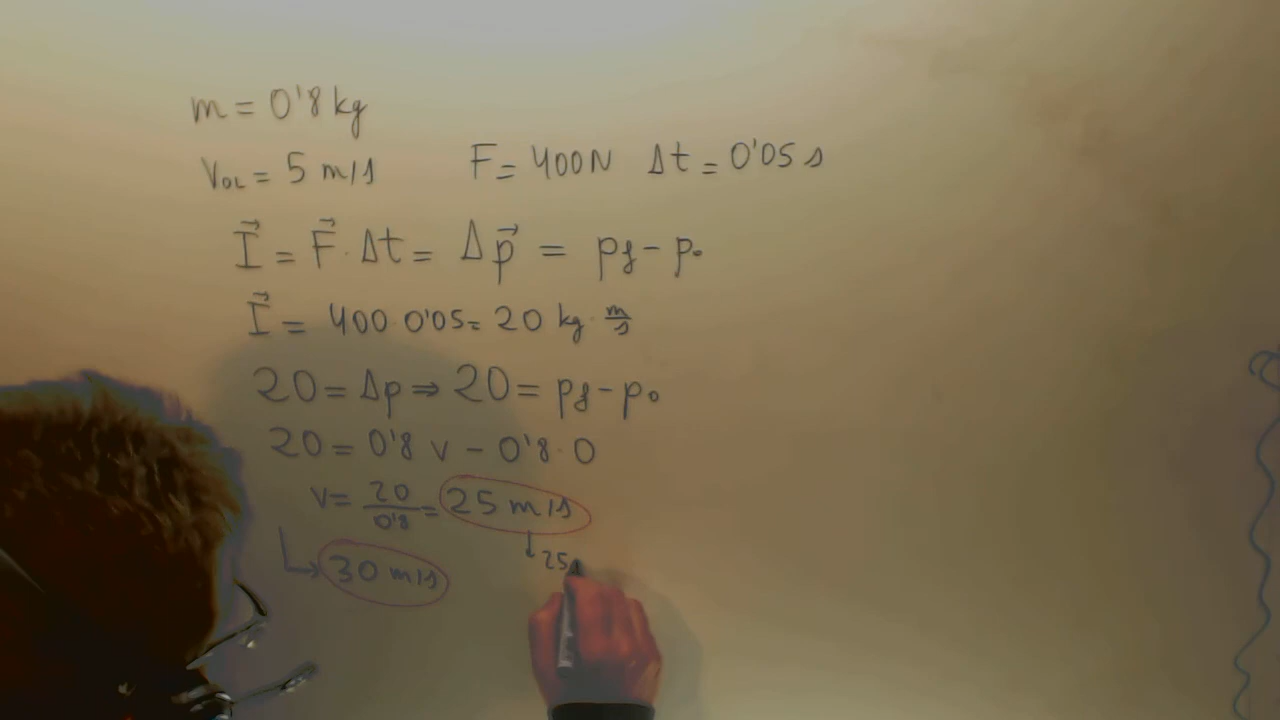 m = 0'8 kg
V₀ₗ = 5 m/s F = 400N Δt = 0'05 s
I⃗ = F⃗ · Δt = Δp⃗ = pf - p₀
I⃗ = 400 0'05 = 20 kg · m/s
20 = Δp ⇒ 20 = pf - p₀
20 = 0'8 v - 0'8 · 0
v = 20/0'8 = 25 m/s
↓ 25
↳ 30 m/s